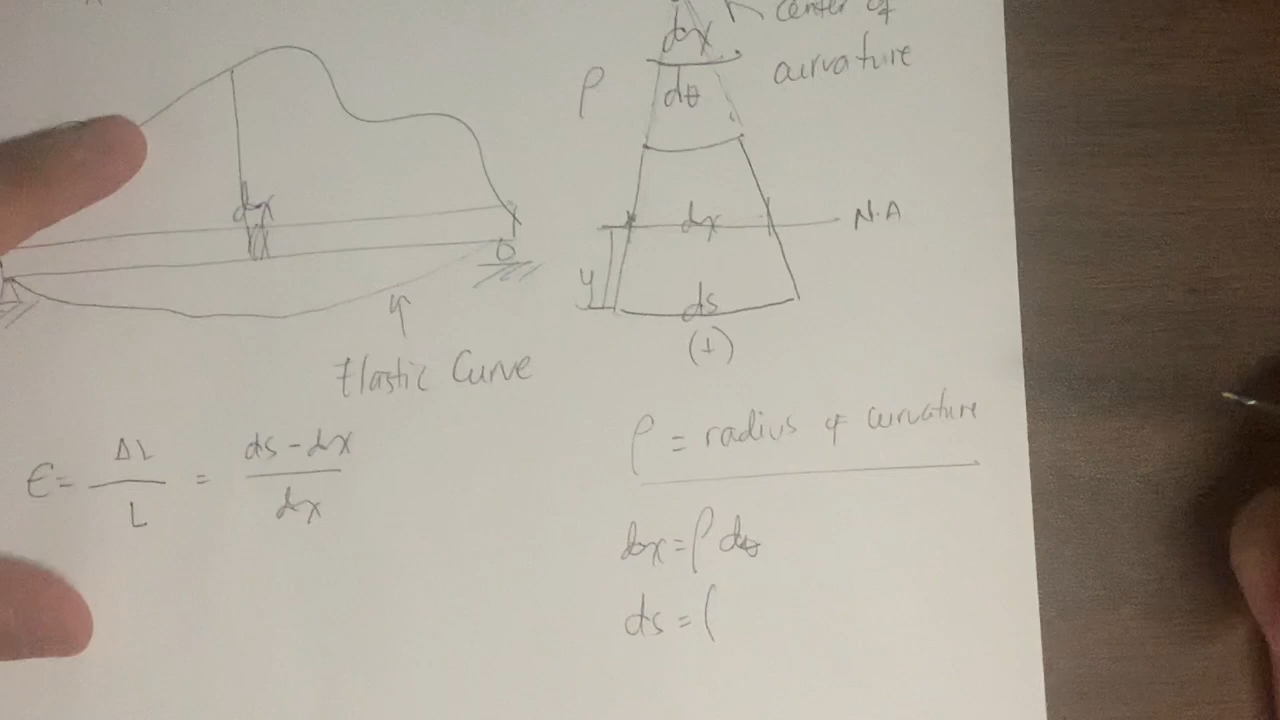 dx
center of
curvature
ρ
dθ
dx
dx
N.A
y
ds
(+)
Elastic Curve
ρ = radius of curvature
ϵ = ΔL / L = ds - dx / dx
dx = ρ dθ
ds = (